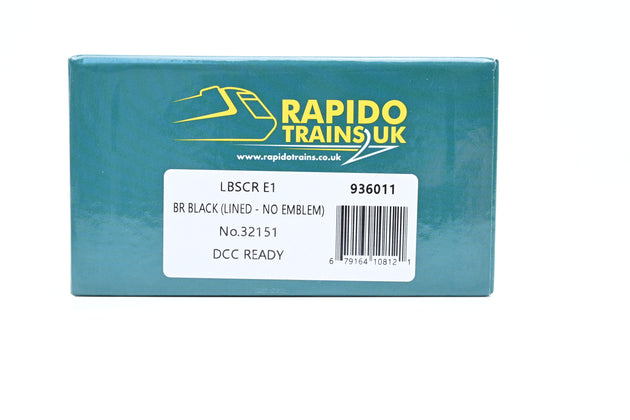 RAPIDO
TRAINS UK
www.rapidotrains.co.uk
LBSCR E1 936011
BR BLACK (LINED - NO EMBLEM)
No.32151
DCC READY
6 79164 10812 1